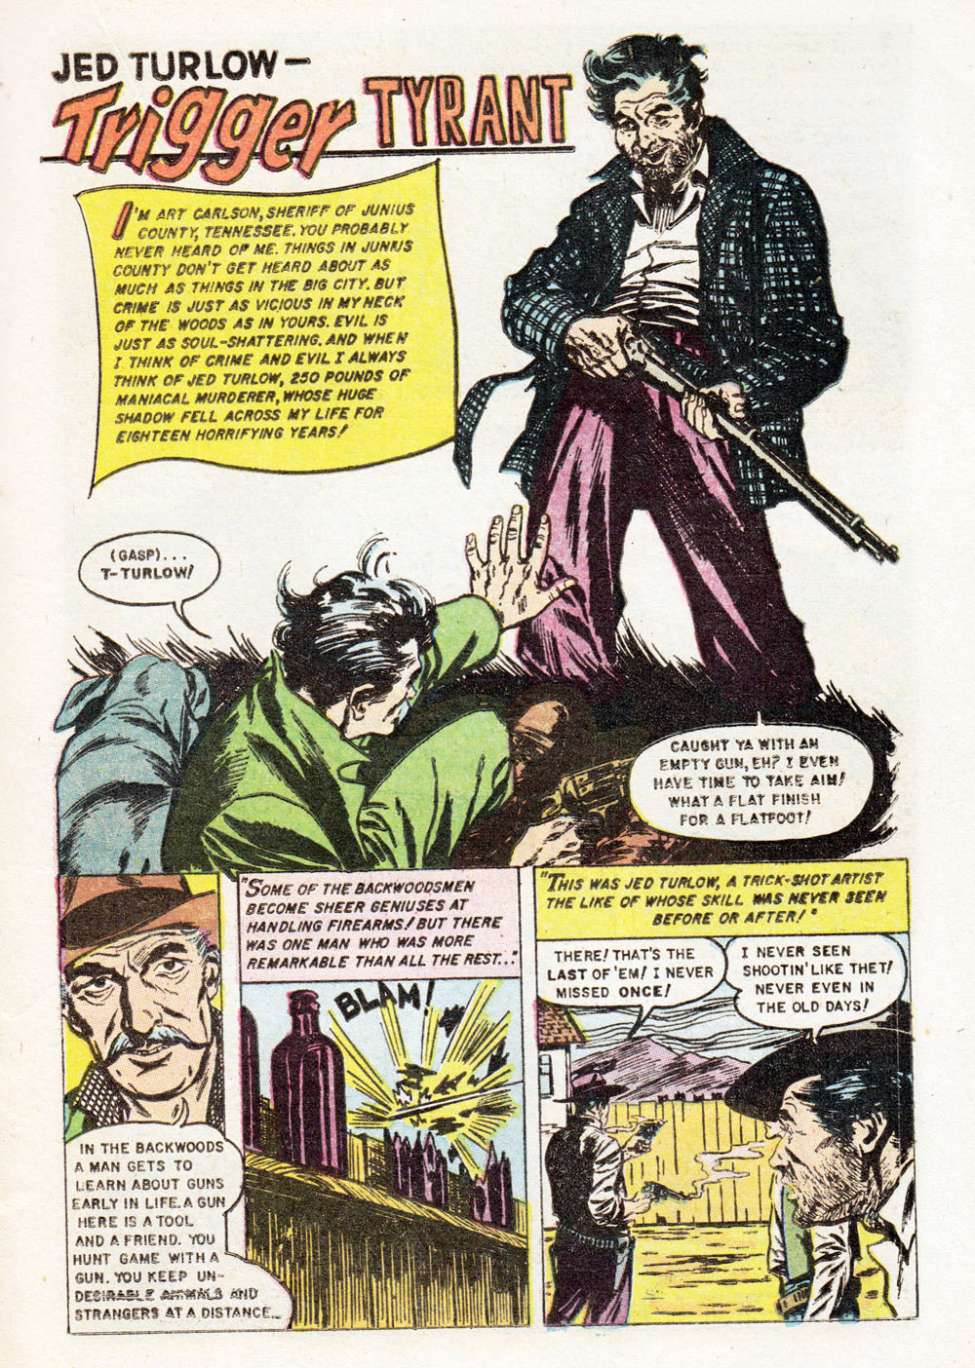 JED TURLOW—
Trigger TYRANT
I'M ART CARLSON, SHERIFF OF JUNIUS
COUNTY, TENNESSEE. YOU PROBABLY
NEVER HEARD OF ME. THINGS IN JUNIUS
COUNTY DON'T GET HEARD ABOUT AS
MUCH AS THINGS IN THE BIG CITY. BUT
CRIME IS JUST AS VICIOUS IN MY NECK
OF THE WOODS AS IN YOURS. EVIL IS
JUST AS SOUL-SHATTERING. AND WHEN
I THINK OF CRIME AND EVIL I ALWAYS
THINK OF JED TURLOW, 250 POUNDS OF
MANIACAL MURDERER, WHOSE HUGE
SHADOW FELL ACROSS MY LIFE FOR
EIGHTEEN HORRIFYING YEARS!
(GASP)...
T-TURLOW!
CAUGHT YA WITH AN
EMPTY GUN, EH? I EVEN
HAVE TIME TO TAKE AIM!
WHAT A FLAT FINISH
FOR A FLATFOOT!
IN THE BACKWOODS
A MAN GETS TO
LEARN ABOUT GUNS
EARLY IN LIFE. A GUN
HERE IS A TOOL
AND A FRIEND. YOU
HUNT GAME WITH A
GUN. YOU KEEP UN-
DESIRABLE ANIMALS AND
STRANGERS AT A DISTANCE...
"SOME OF THE BACKWOODSMEN
BECOME SHEER GENIUSES AT
HANDLING FIREARMS! BUT THERE
WAS ONE MAN WHO WAS MORE
REMARKABLE THAN ALL THE REST..."
BLAM!
"THIS WAS JED TURLOW, A TRICK-SHOT ARTIST
THE LIKE OF WHOSE SKILL WAS NEVER SEEN
BEFORE OR AFTER!"
THERE! THAT'S THE
LAST OF 'EM! I NEVER
MISSED ONCE!
I NEVER SEEN
SHOOTIN' LIKE THET!
NEVER EVEN IN
THE OLD DAYS!